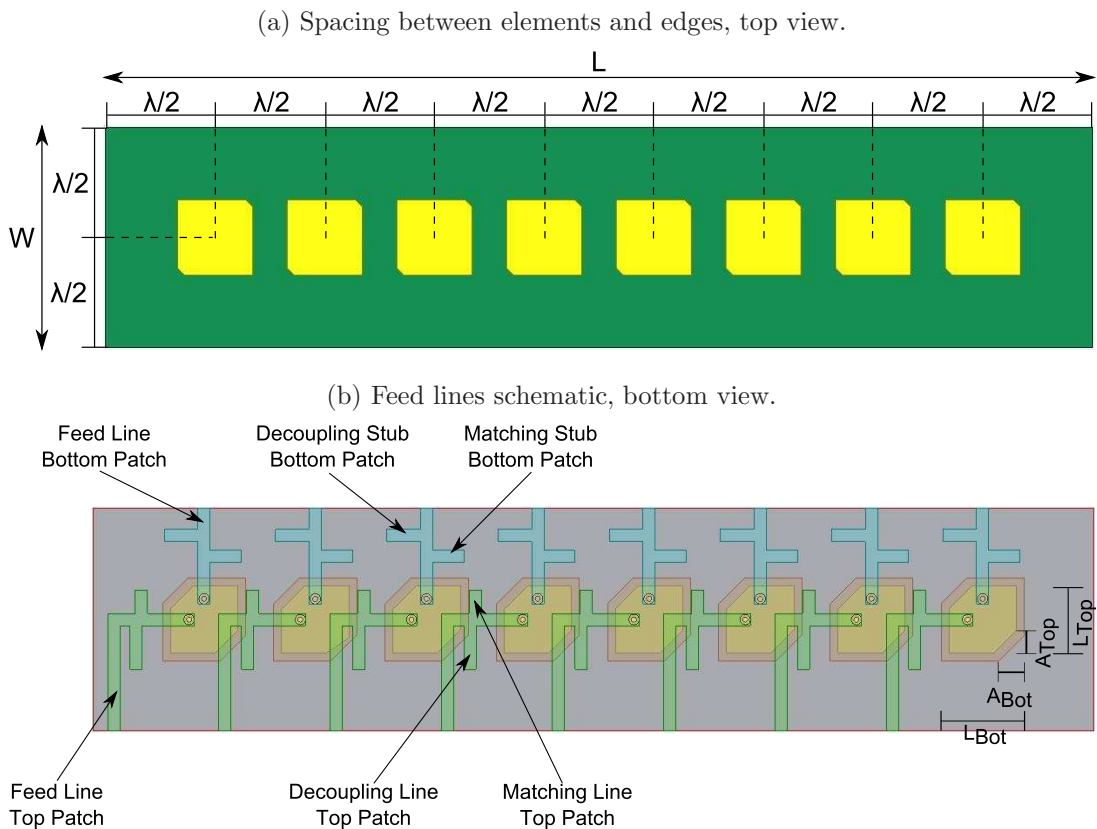 (a) Spacing between elements and edges, top view.
L
λ/2 λ/2 λ/2 λ/2 λ/2 λ/2 λ/2 λ/2 λ/2
λ/2
W
λ/2
(b) Feed lines schematic, bottom view.
Feed Line
Bottom Patch
Decoupling Stub
Bottom Patch
Matching Stub
Bottom Patch
LTop
ATop
ABot
LBot
Feed Line
Top Patch
Decoupling Line
Top Patch
Matching Line
Top Patch